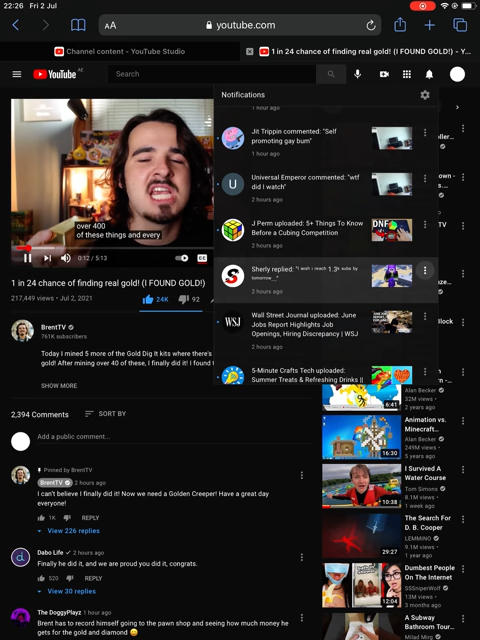 22:26 Fri 2 Jul
AA
youtube.com
Channel content - YouTube Studio
1 in 24 chance of finding real gold! (I FOUND GOLD!) - Y...
YouTube AE
Search
Notifications
1 hour ago
Jit Trippin commented: "Self
promoting gay bum"
1 hour ago
Universal Emperor commented: "wtf
did I watch"
2 hours ago
J Perm uploaded: 5+ Things To Know
Before a Cubing Competition
2 hours ago
DNF
Sherly replied: "I wish i reach 1.3k subs by
tomorrow._."
2 hours ago
Wall Street Journal uploaded: June
Jobs Report Highlights Job
Openings, Hiring Discrepancy | WSJ
2 hours ago
WSJ
5-Minute Crafts Tech uploaded:
Summer Treats & Refreshing Drinks ||
over 400
of these things and every
0:12 / 5:13
CC
1 in 24 chance of finding real gold! (I FOUND GOLD!)
217,449 views • Jul 2, 2021
24K
92
BrentTV
761K subscribers
Today I mined 5 more of the Gold Dig It kits where there's
gold! After mining over 40 of these, I finally did it! I found
SHOW MORE
2,394 Comments
SORT BY
Add a public comment...
Pinned by BrentTV
BrentTV 2 hours ago
I can't believe I finally did it! Now we need a Golden Creeper! Have a great day
everyone!
1K
REPLY
View 226 replies
Dabo Life 2 hours ago
Finally he did it, and we are proud you did it, congrats.
520
REPLY
View 30 replies
The DoggyPlayz 1 hour ago
Brent has to record himself going to the pawn shop and seeing how much money he
gets for the gold and diamond 😄
6:41
Alan Becker
32M views •
2 years ago
16:30
Animation vs.
Minecraft...
Alan Becker
249M views •
5 years ago
10:38
I Survived A
Water Course
Tom Simons
8.1M views •
1 week ago
29:27
The Search For
D. B. Cooper
LEMMiNO
9.1M views •
1 year ago
12:04
Dumbest People
On The Internet
SSSniperWolf
13M views •
3 months ago
A Subway
Bathroom Tour...
Milad Mirg